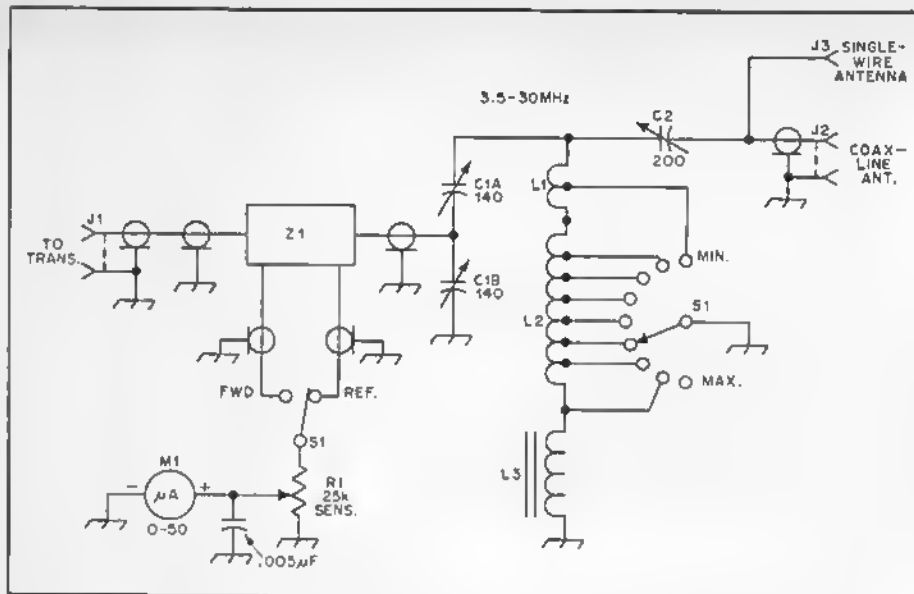 J3 SINGLE-
WIRE
ANTENNA
3.5-30MHz
C2
200
J2
COAX-
LINE
ANT.
C1A
140
L1
J1
TO
TRANS.
Z1
C1B
140
MIN.
L2
S1
MAX.
FWD
REF.
S1
M1
- +
μA
0-50
R1
25k
SENS.
.005μF
L3